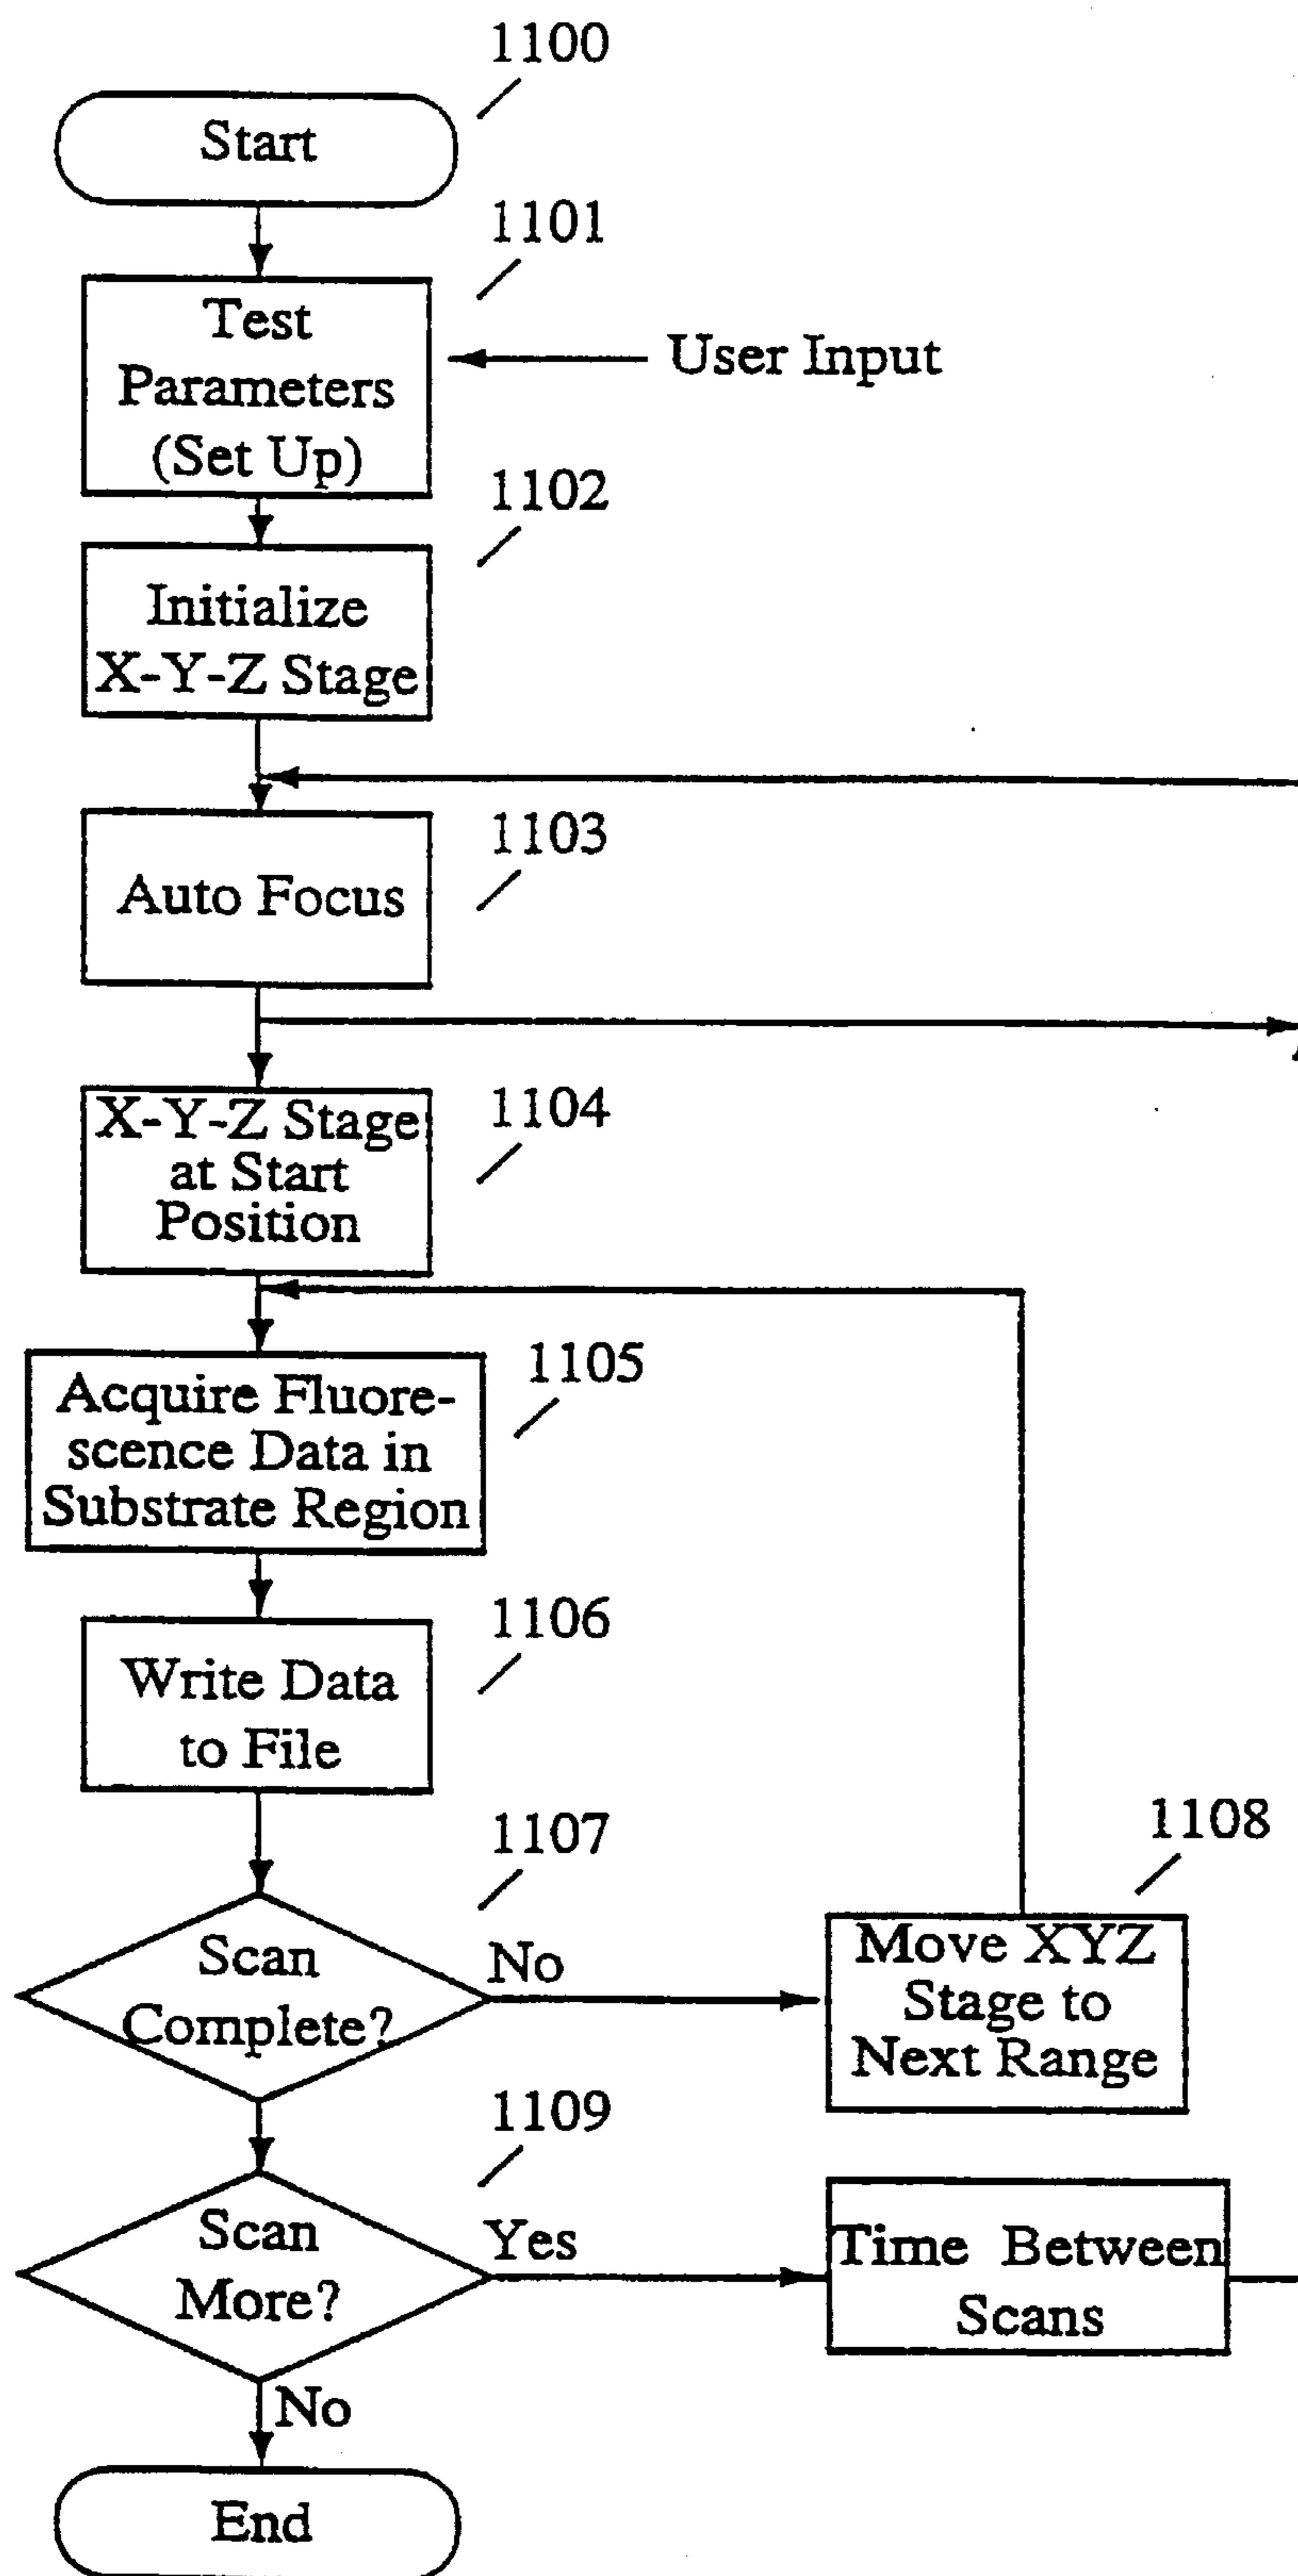 1100
Start
1101
Test
Parameters
(Set Up)
User Input
1102
Initialize
X-Y-Z Stage
1103
Auto Focus
1104
X-Y-Z Stage
at Start
Position
1105
Acquire Fluore-
scence Data in
Substrate Region
1106
Write Data
to File
1107
Scan
Complete?
No
1108
Move XYZ
Stage to
Next Range
1109
Scan
More?
Yes
Time Between
Scans
No
End